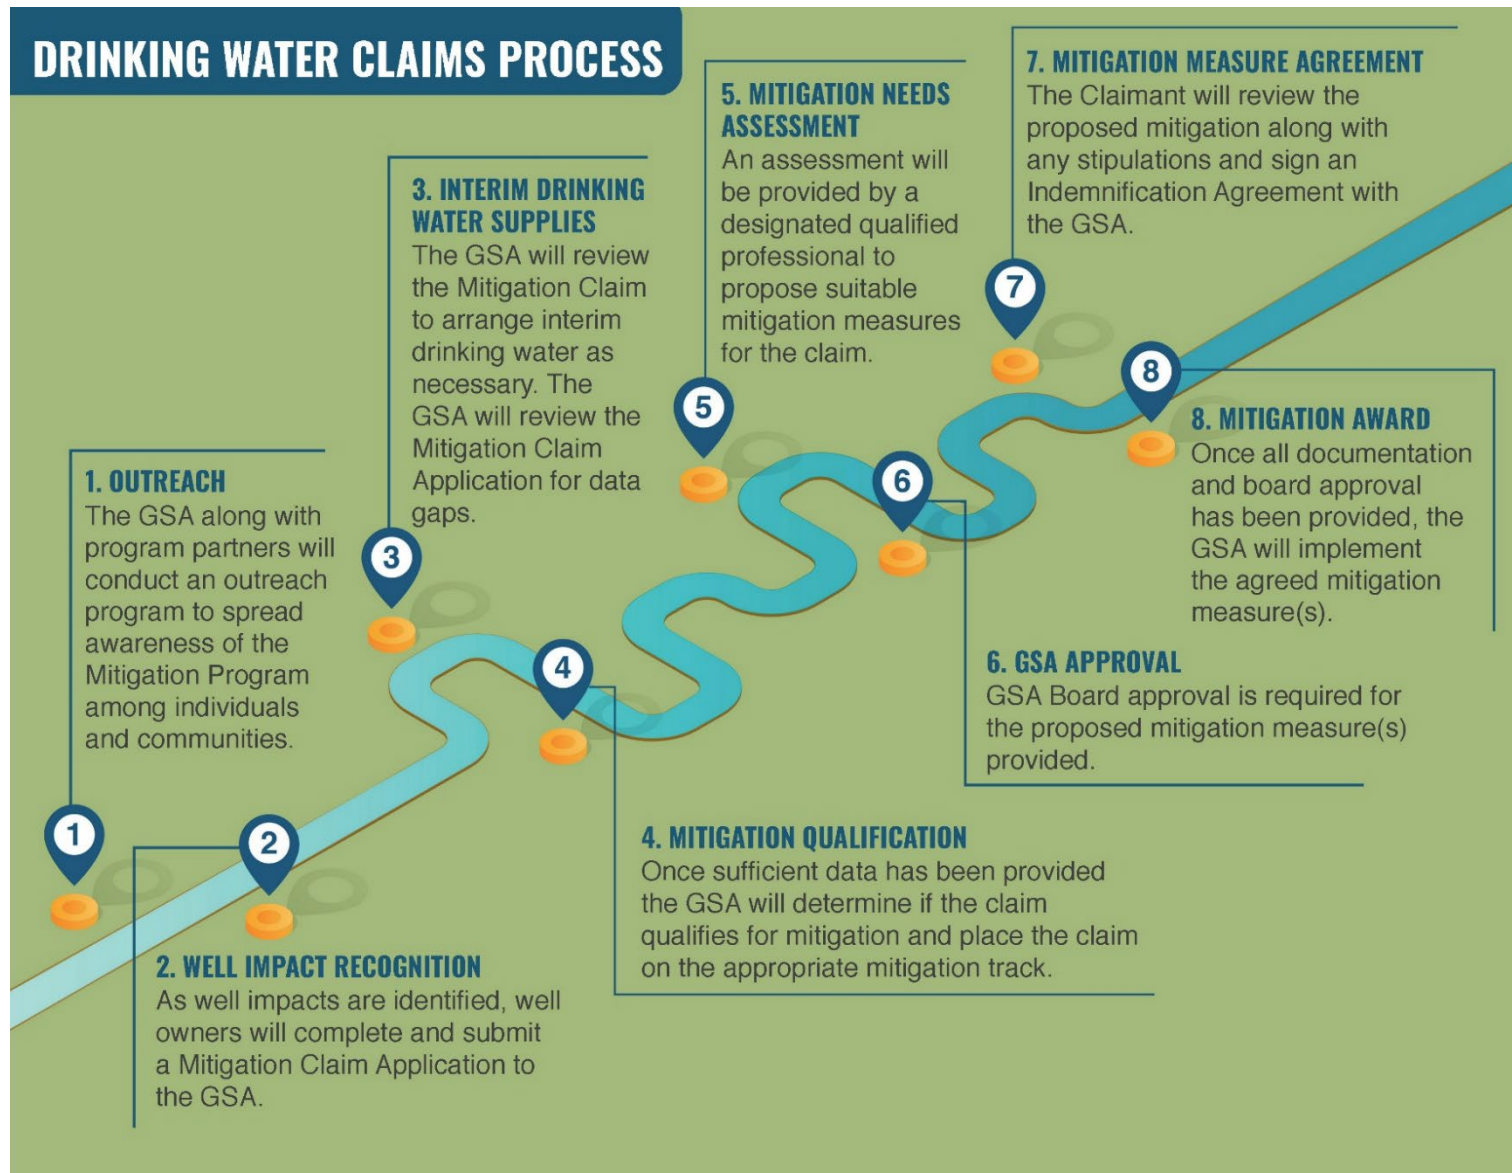 DRINKING WATER CLAIMS PROCESS
1. OUTREACH
The GSA along with
program partners will
conduct an outreach
program to spread
awareness of the
Mitigation Program
among individuals
and communities.
1
2
2. WELL IMPACT RECOGNITION
As well impacts are identified, well
owners will complete and submit
a Mitigation Claim Application to
the GSA.
3. INTERIM DRINKING
WATER SUPPLIES
The GSA will review
the Mitigation Claim
to arrange interim
drinking water as
necessary. The
GSA will review the
Mitigation Claim
Application for data
gaps.
3
4
4. MITIGATION QUALIFICATION
Once sufficient data has been provided
the GSA will determine if the claim
qualifies for mitigation and place the claim
on the appropriate mitigation track.
5. MITIGATION NEEDS
ASSESSMENT
An assessment will
be provided by a
designated qualified
professional to
propose suitable
mitigation measures
for the claim.
5
6
6. GSA APPROVAL
GSA Board approval is required for
the proposed mitigation measure(s)
provided.
7. MITIGATION MEASURE AGREEMENT
The Claimant will review the
proposed mitigation along with
any stipulations and sign an
Indemnification Agreement with
the GSA.
7
8
8. MITIGATION AWARD
Once all documentation
and board approval
has been provided, the
GSA will implement
the agreed mitigation
measure(s).